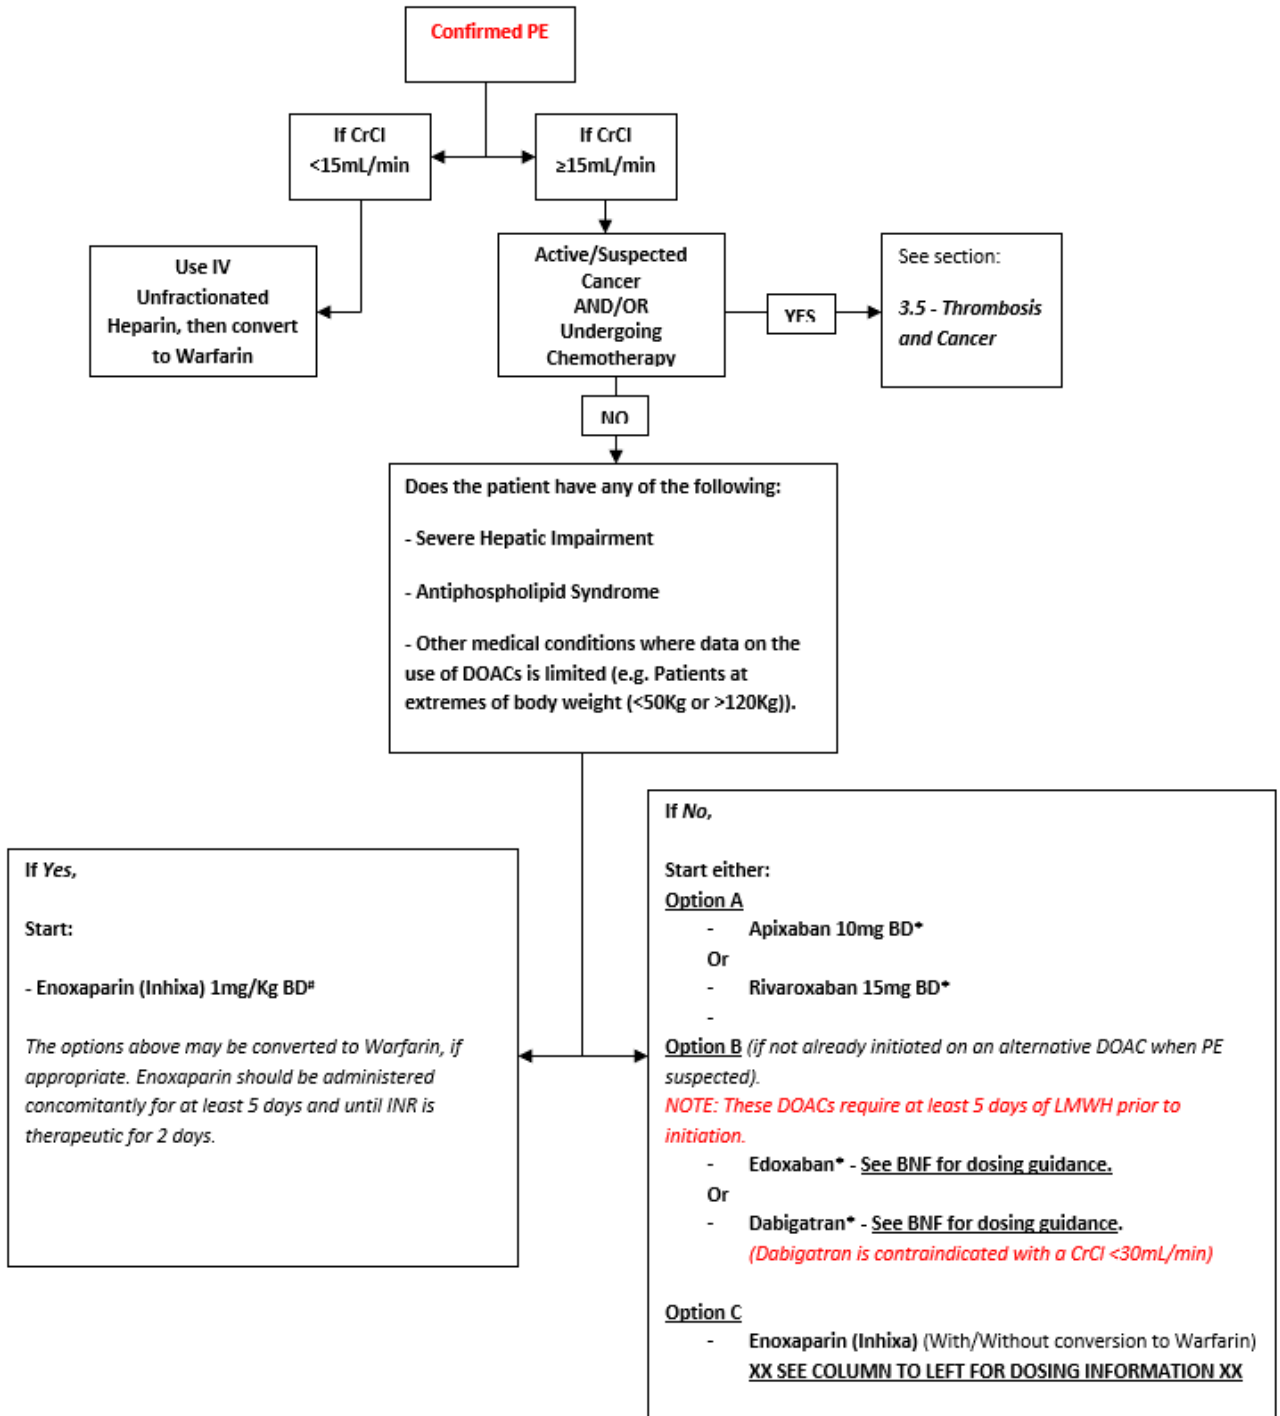 Confirmed PE
If CrCl
<15mL/min
If CrCl
≥15mL/min
Use IV
Unfractionated
Heparin, then convert
to Warfarin
Active/Suspected
Cancer
AND/OR
Undergoing
Chemotherapy
YES
See section:
3.5 - Thrombosis
and Cancer
NO
Does the patient have any of the following:
- Severe Hepatic Impairment
- Antiphospholipid Syndrome
- Other medical conditions where data on the
use of DOACs is limited (e.g. Patients at
extremes of body weight (<50Kg or >120Kg)).
If Yes,
Start:
- Enoxaparin (Inhixa) 1mg/Kg BD#
The options above may be converted to Warfarin, if
appropriate. Enoxaparin should be administered
concomitantly for at least 5 days and until INR is
therapeutic for 2 days.
If No,
Start either:
Option A
- Apixaban 10mg BD*
Or
- Rivaroxaban 15mg BD*
-
Option B (if not already initiated on an alternative DOAC when PE
suspected).
NOTE: These DOACs require at least 5 days of LMWH prior to
initiation.
- Edoxaban* - See BNF for dosing guidance.
Or
- Dabigatran* - See BNF for dosing guidance.
(Dabigatran is contraindicated with a CrCl <30mL/min)
Option C
- Enoxaparin (Inhixa) (With/Without conversion to Warfarin)
XX SEE COLUMN TO LEFT FOR DOSING INFORMATION XX